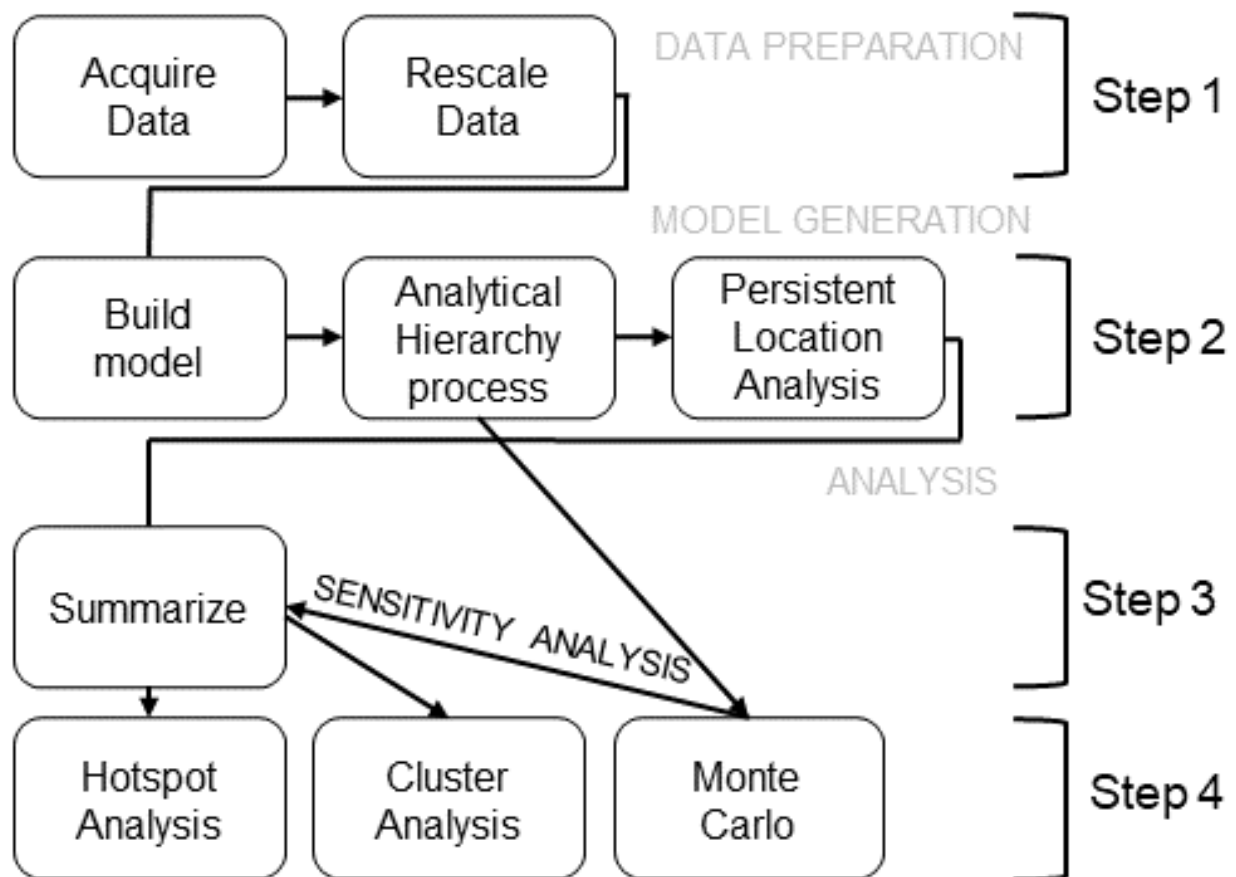 DATA PREPARATION
Acquire
Data
Rescale
Data
Step 1
MODEL GENERATION
Build
model
Analytical
Hierarchy
process
Persistent
Location
Analysis
Step 2
ANALYSIS
Summarize
SENSITIVITY ANALYSIS
Step 3
Hotspot
Analysis
Cluster
Analysis
Monte
Carlo
Step 4